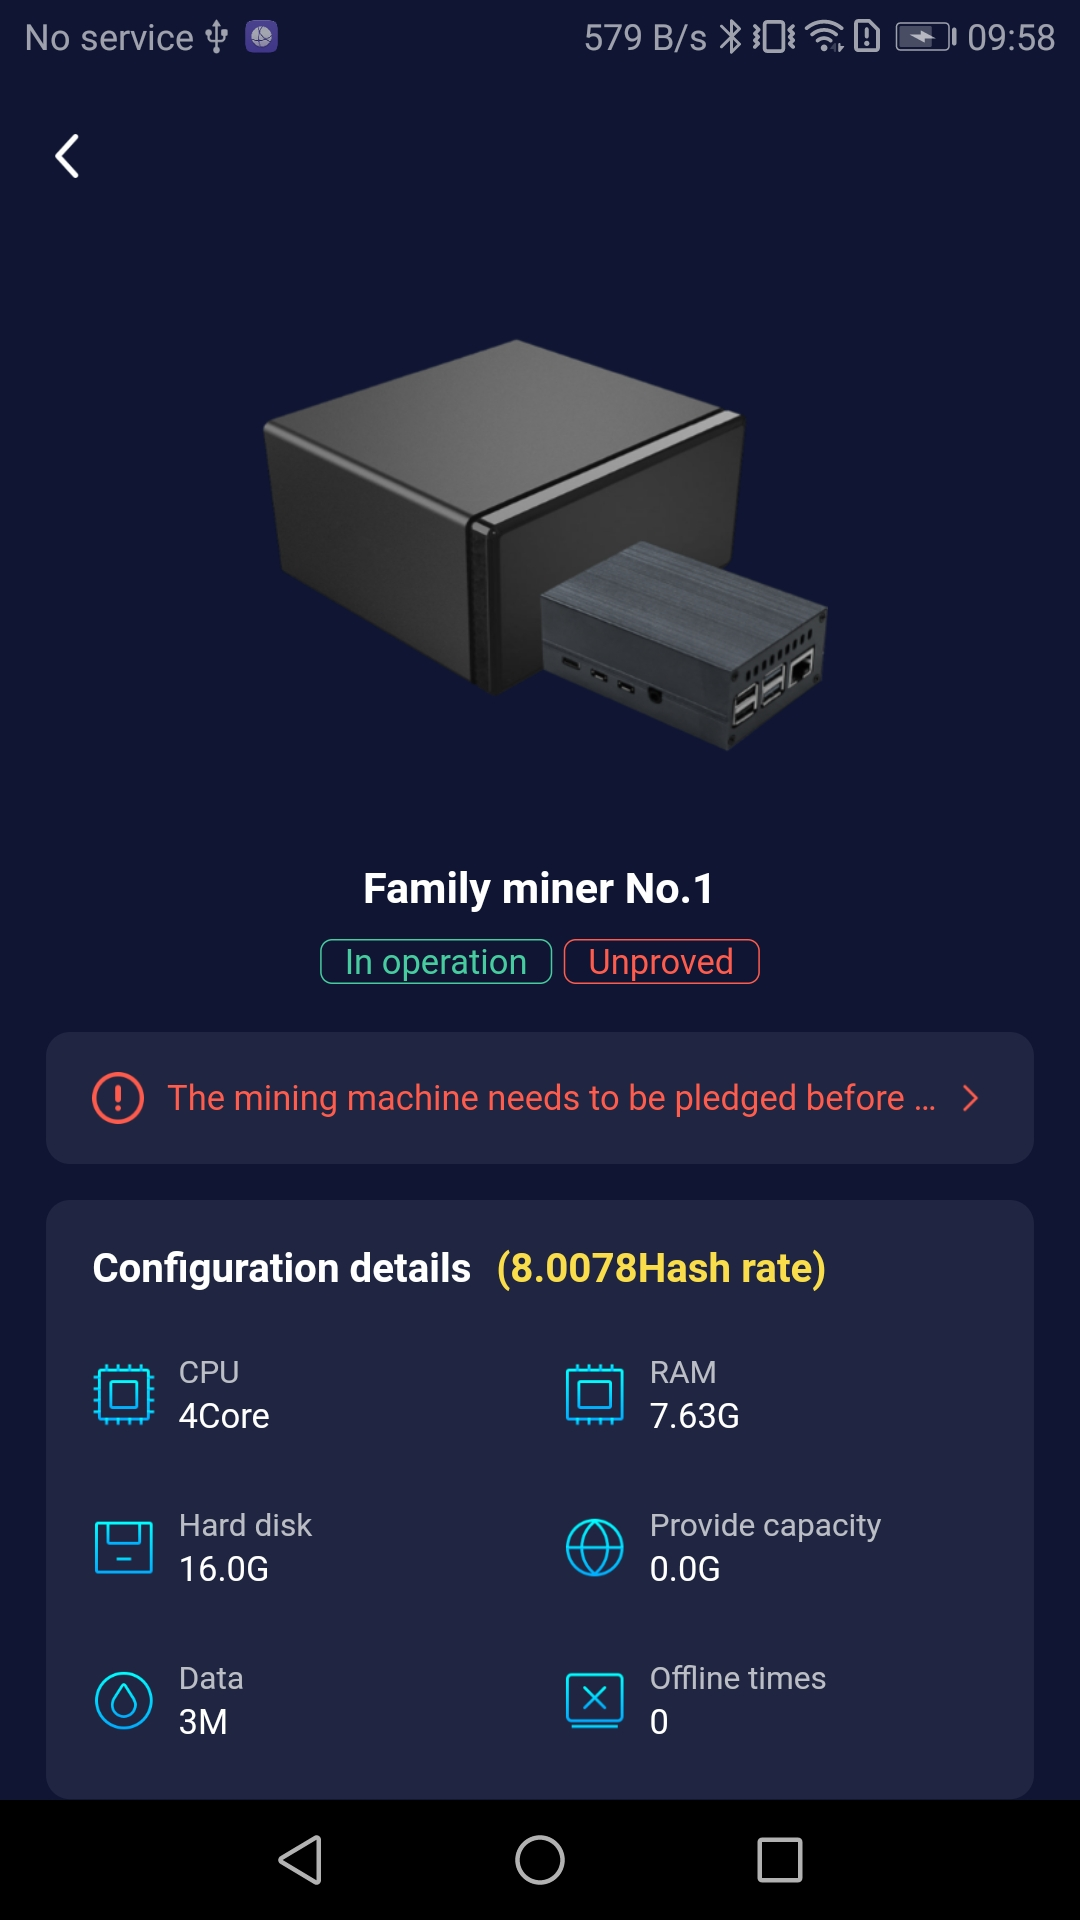 No service 579 B/s 09:58
Family miner No.1
In operation Unproved
The mining machine needs to be pledged before ...
Configuration details (8.0078Hash rate)
CPU RAM
4Core 7.63G
Hard disk Provide capacity
16.0G 0.0G
Data Offline times
3M 0